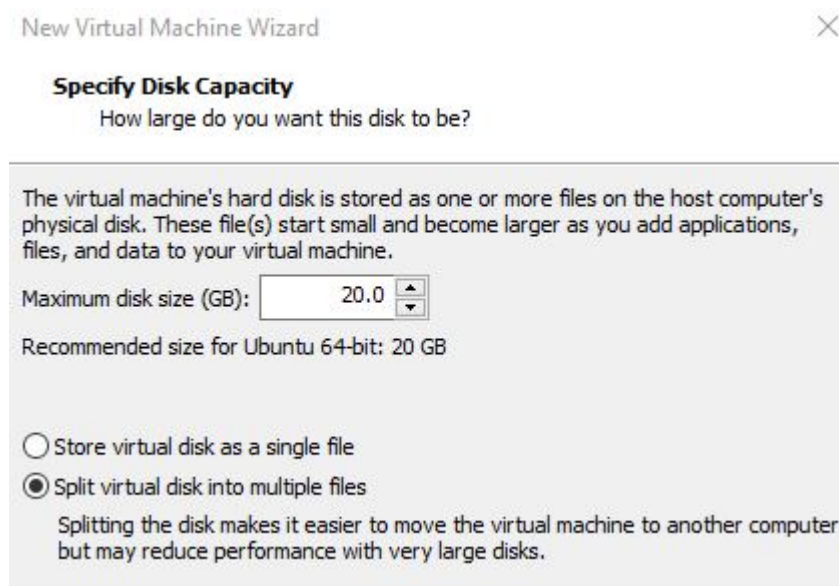 New Virtual Machine Wizard
Specify Disk Capacity
How large do you want this disk to be?
The virtual machine's hard disk is stored as one or more files on the host computer's
physical disk. These file(s) start small and become larger as you add applications,
files, and data to your virtual machine.
Maximum disk size (GB): 20.0
Recommended size for Ubuntu 64-bit: 20 GB
Store virtual disk as a single file
Split virtual disk into multiple files
Splitting the disk makes it easier to move the virtual machine to another computer
but may reduce performance with very large disks.